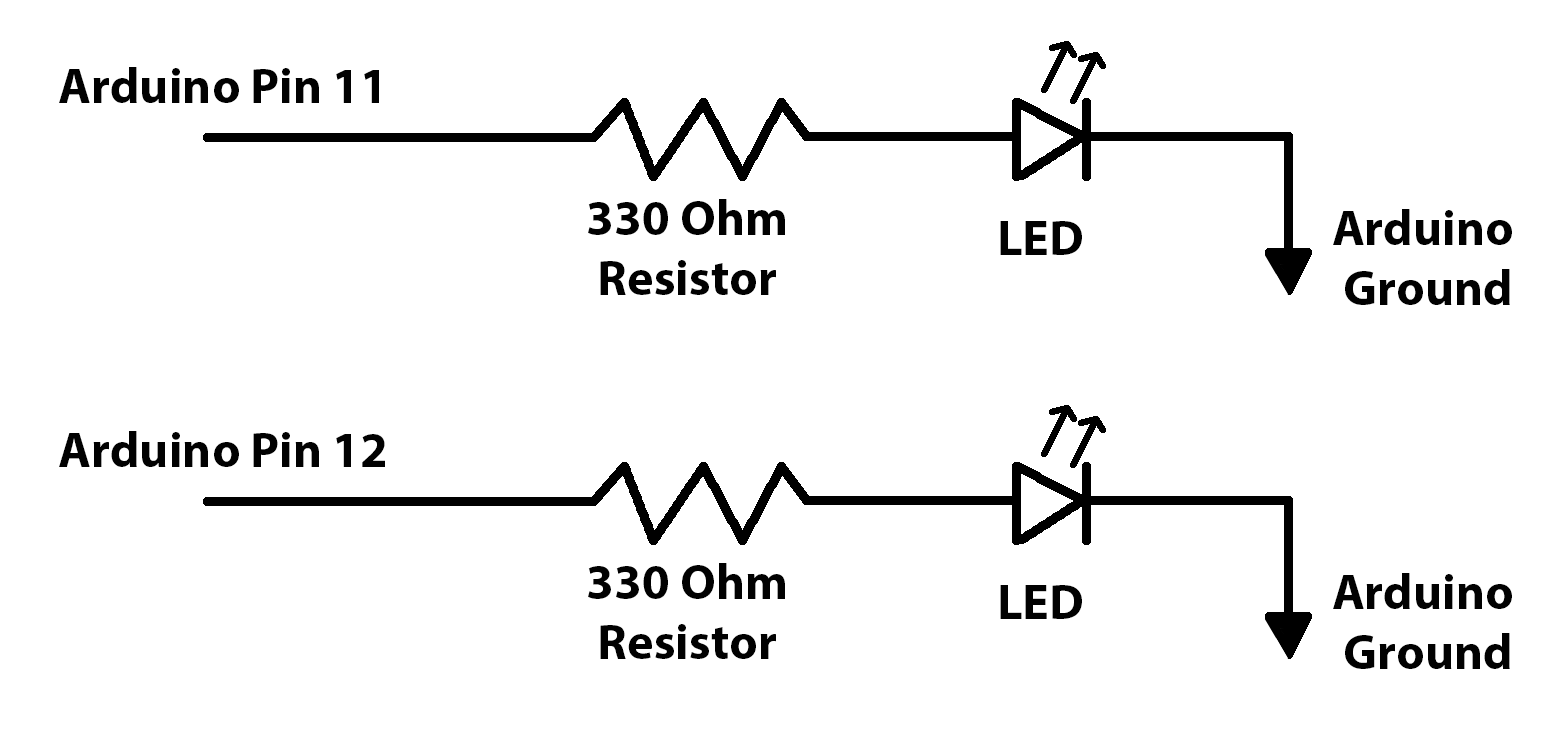 Arduino Pin 11
330 Ohm
Resistor
LED
Arduino
Ground
Arduino Pin 12
330 Ohm
Resistor
LED
Arduino
Ground